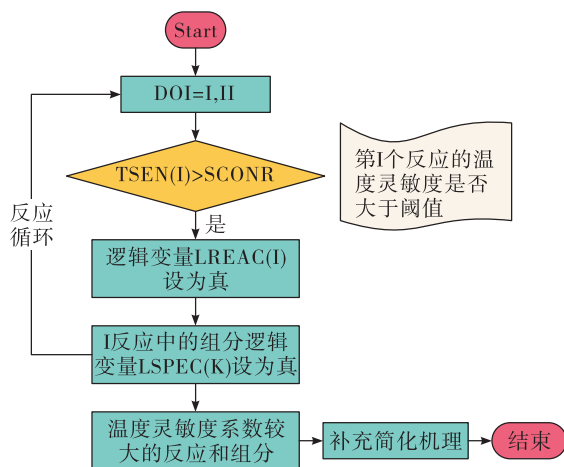 Start
DOI=I,II
TSEN(I)>SCONR
第I个反应的温
度灵敏度是否
大于阈值
反应
循环
是
逻辑变量LREAC(I)
设为真
I反应中的组分逻辑
变量LSPEC(K)设为真
温度灵敏度系数较
大的反应和组分
补充简化机理
结束